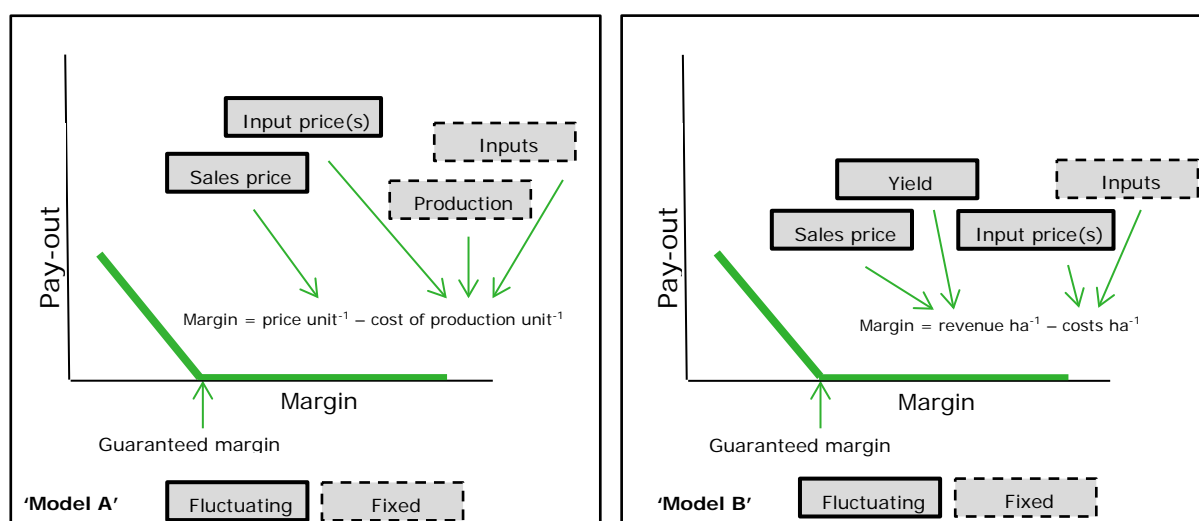 Input price(s)
Inputs
Sales price
Production
Pay-out
Margin = price unit⁻¹ – cost of production unit⁻¹
Margin
Guaranteed margin
'Model A'
Fluctuating
Fixed
Yield
Inputs
Sales price
Input price(s)
Pay-out
Margin = revenue ha⁻¹ – costs ha⁻¹
Margin
Guaranteed margin
'Model B'
Fluctuating
Fixed